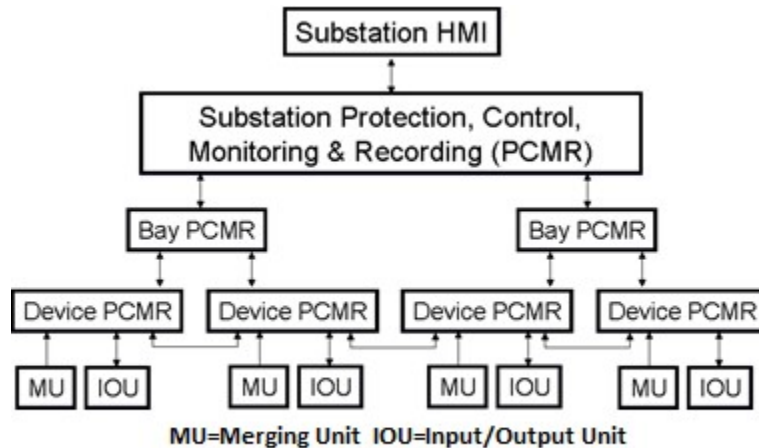 Substation HMI
Substation Protection, Control,
Monitoring & Recording (PCMR)
Bay PCMR
Bay PCMR
Device PCMR
Device PCMR
Device PCMR
Device PCMR
MU
IOU
MU
IOU
MU
IOU
MU
IOU
MU=Merging Unit IOU=Input/Output Unit